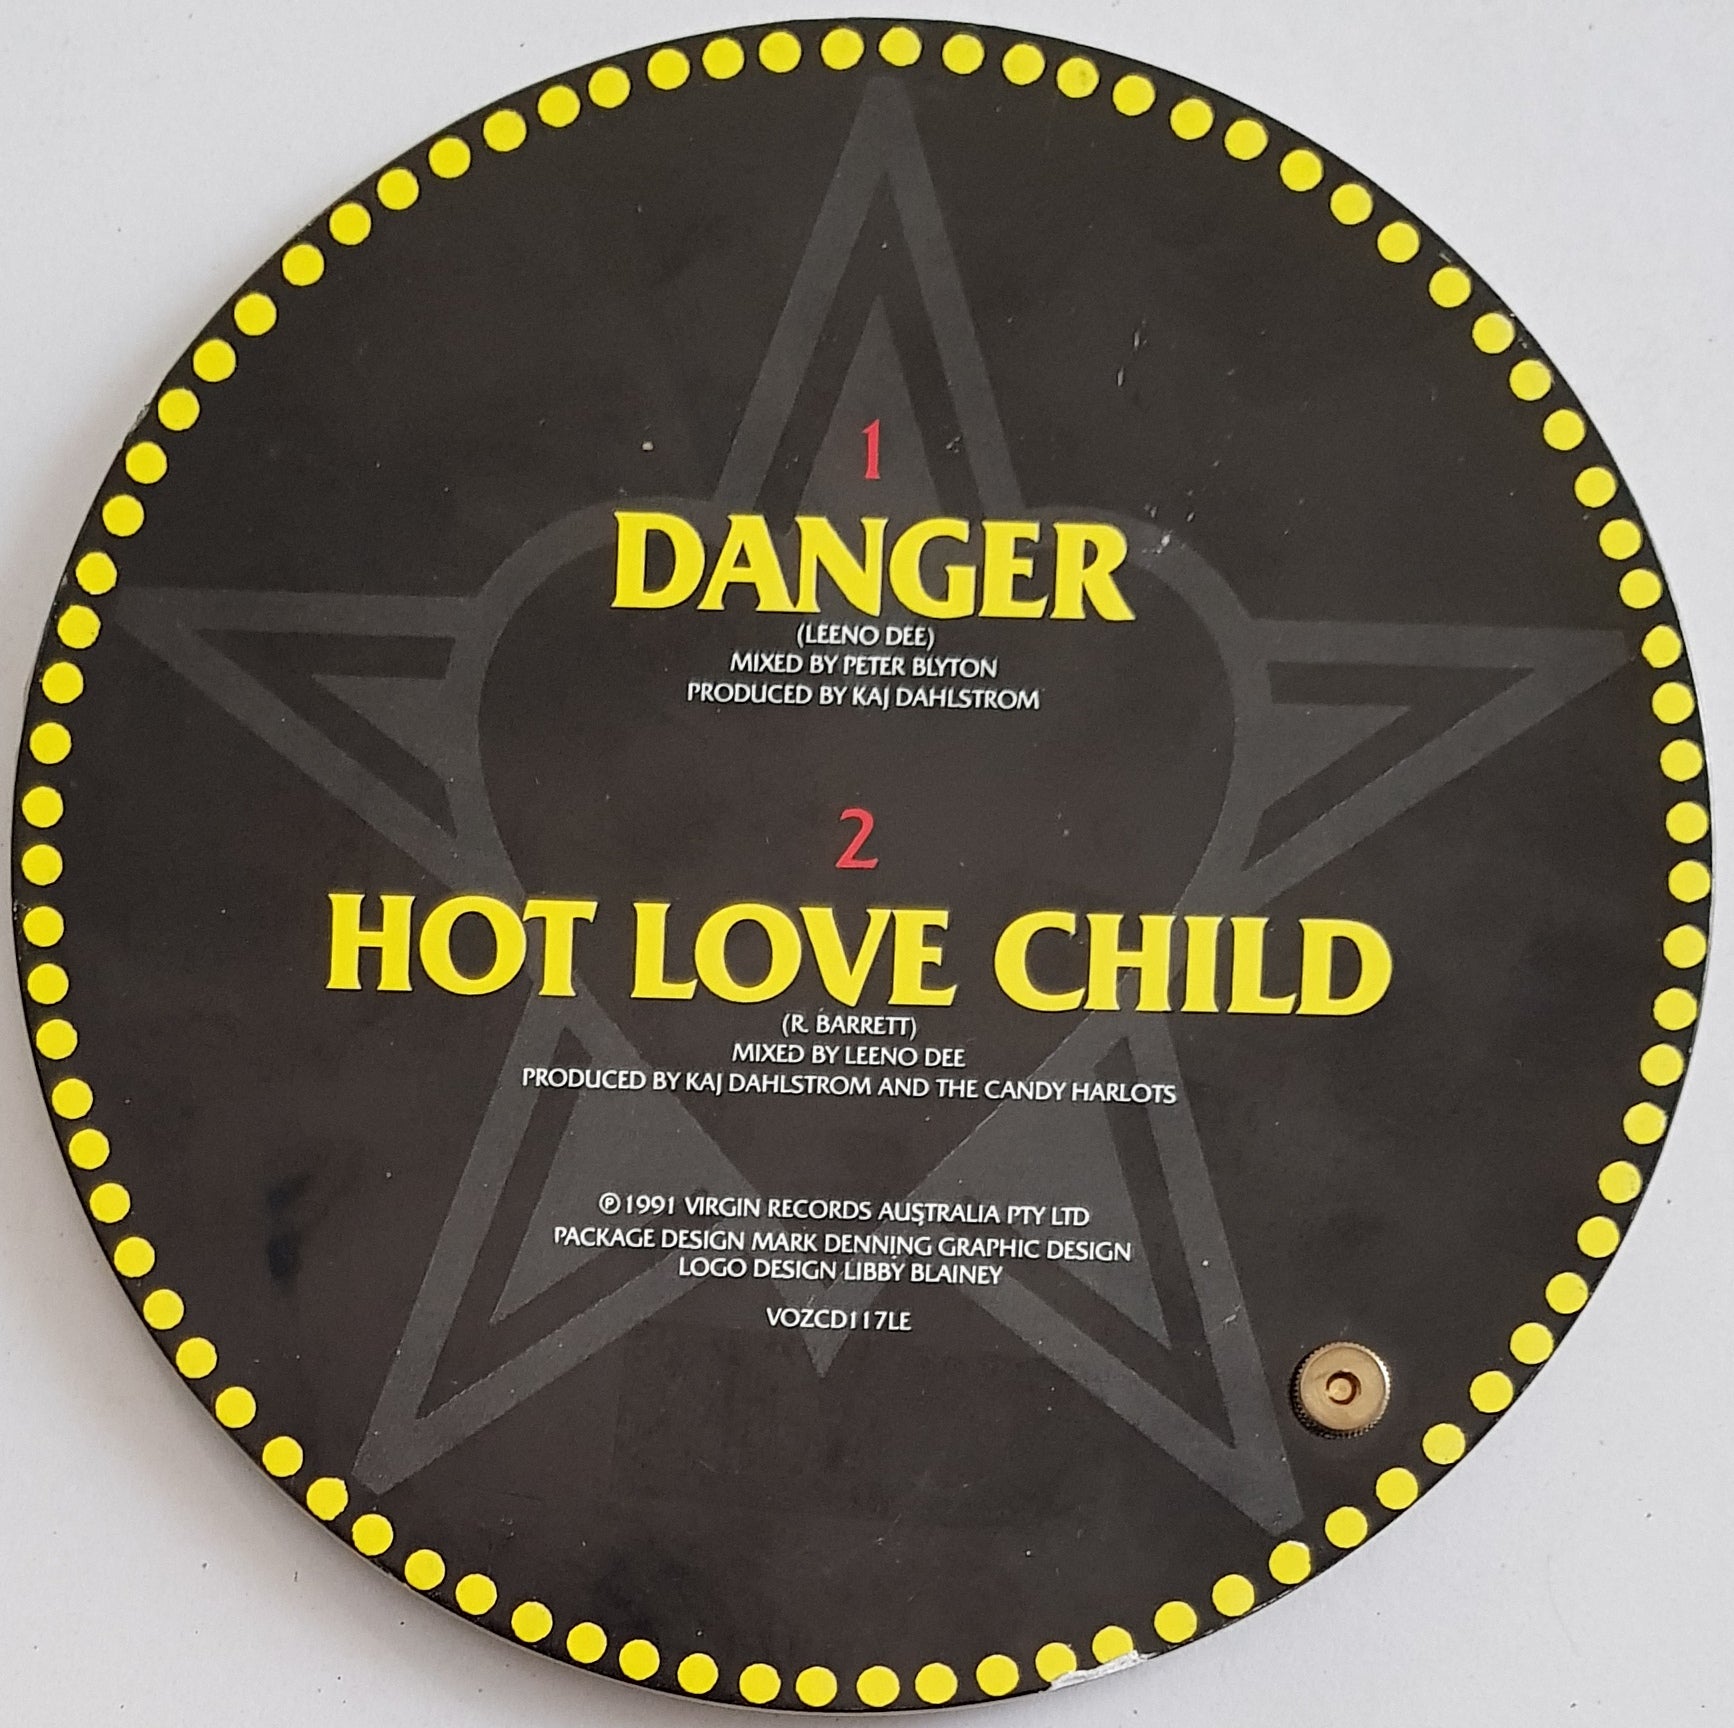 1
DANGER
(LEENO DEE)
MIXED BY PETER BLYTON
PRODUCED BY KAJ DAHLSTROM
2
HOT LOVE CHILD
(R. BARRETT)
MIXED BY LEENO DEE
PRODUCED BY KAJ DAHLSTROM AND THE CANDY HARLOTS
℗ 1991 VIRGIN RECORDS AUSTRALIA PTY LTD
PACKAGE DESIGN MARK DENNING GRAPHIC DESIGN
LOGO DESIGN LIBBY BLAINEY
VOZCD117LE